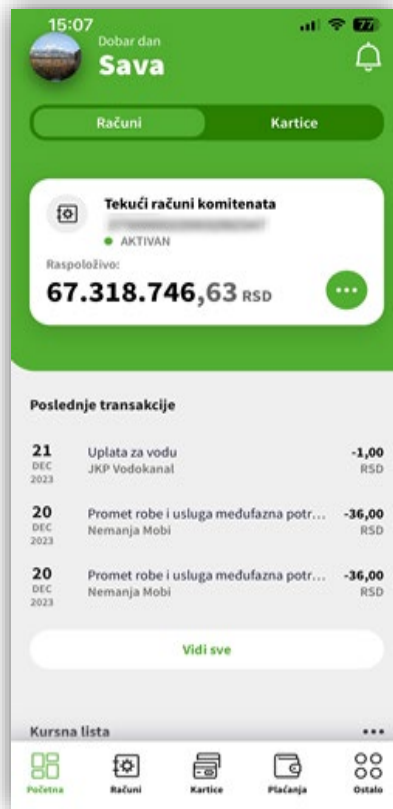 15:07
77
Dobar dan
Sava
Računi
Kartice
Tekući računi komitenata
AKTIVAN
Raspoloživo:
67.318.746,63 RSD
Poslednje transakcije
21 Uplata za vodu -1,00
DEC JKP Vodokanal RSD
2023
20 Promet robe i usluga međufazna potr... -36,00
DEC Nemanja Mobi RSD
2023
20 Promet robe i usluga međufazna potr... -36,00
DEC Nemanja Mobi RSD
2023
Vidi sve
Kursna lista
Početna Računi Kartice Plaćanja Ostalo